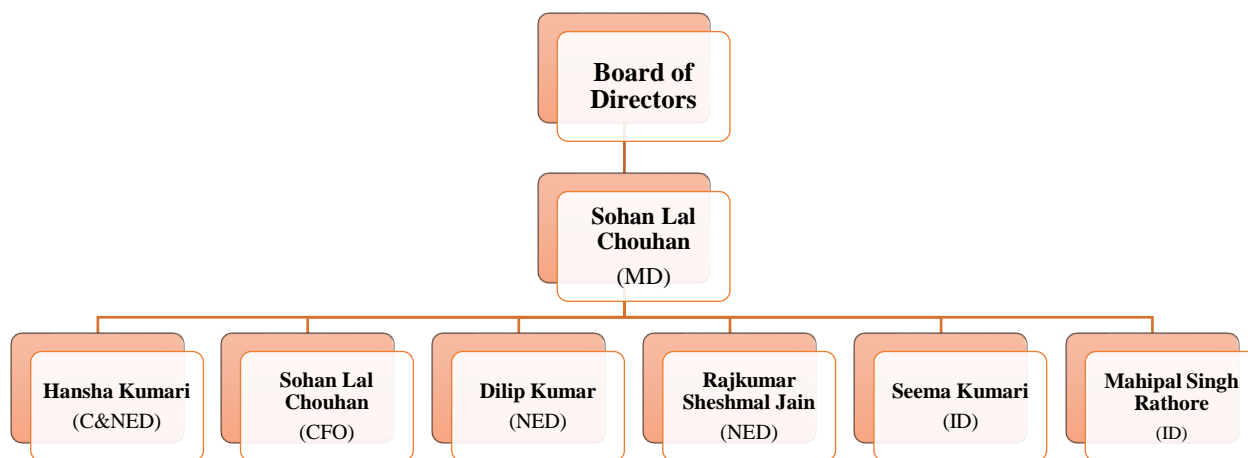 Board of
Directors
Sohan Lal
Chouhan
(MD)
Hansha Kumari
(C&NED)
Sohan Lal
Chouhan
(CFO)
Dilip Kumar
(NED)
Rajkumar
Sheshmal Jain
(NED)
Seema Kumari
(ID)
Mahipal Singh
Rathore
(ID)